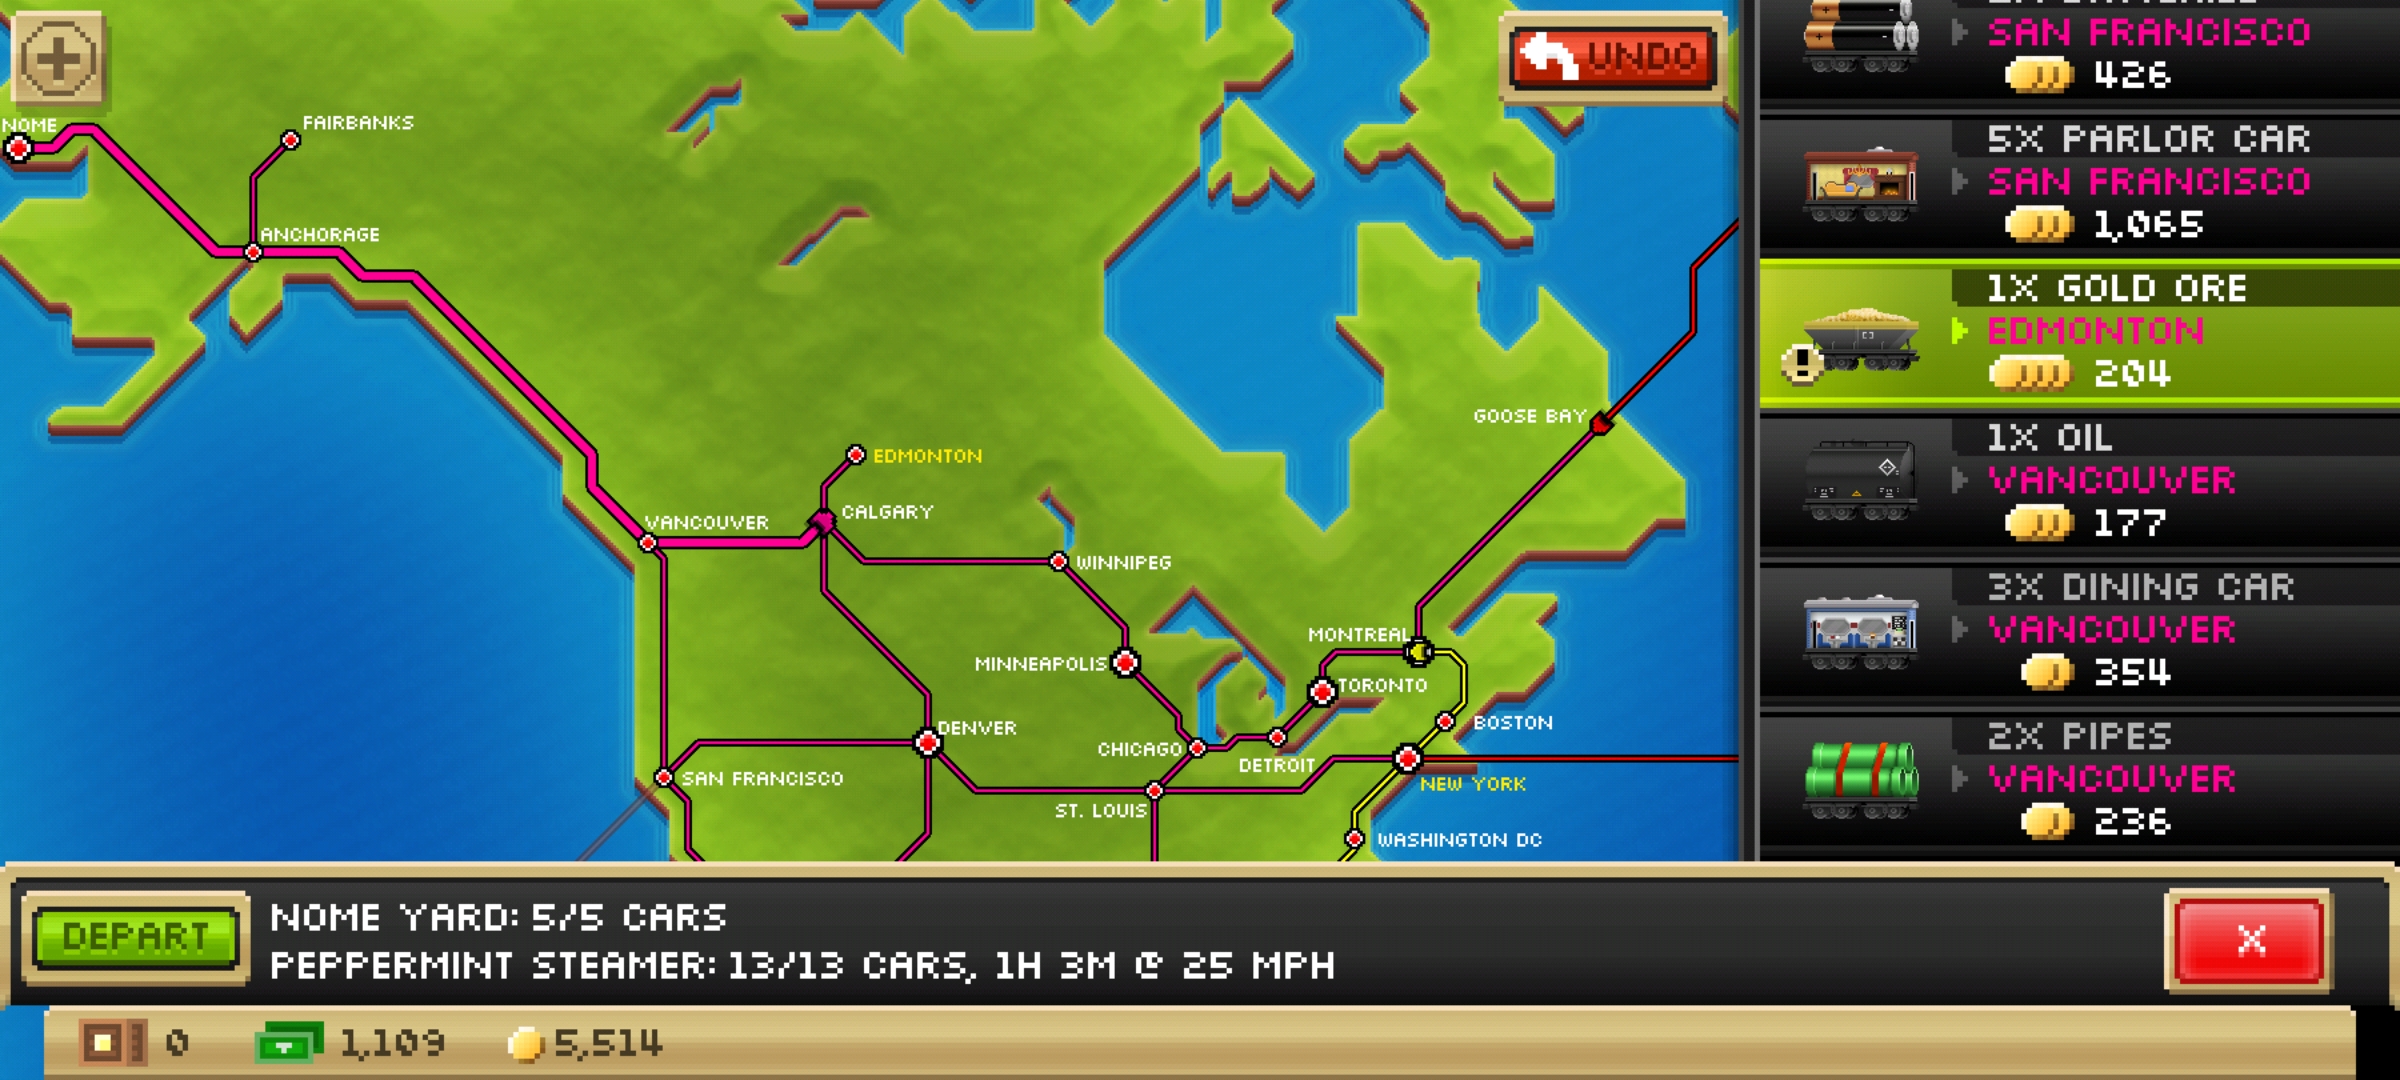 UNDO
NOME
FAIRBANKS
ANCHORAGE
EDMONTON
CALGARY
VANCOUVER
WINNIPEG
GOOSE BAY
MINNEAPOLIS
MONTREAL
TORONTO
BOSTON
DENVER
CHICAGO
DETROIT
SAN FRANCISCO
NEW YORK
ST. LOUIS
WASHINGTON DC
SAN FRANCISCO
426
5X PARLOR CAR
SAN FRANCISCO
1,065
1X GOLD ORE
EDMONTON
204
1X OIL
VANCOUVER
177
3X DINING CAR
VANCOUVER
354
2X PIPES
VANCOUVER
236
DEPART
NOME YARD: 5/5 CARS
PEPPERMINT STEAMER: 13/13 CARS, 1H 3M @ 25 MPH
X
0
1,109
5,514